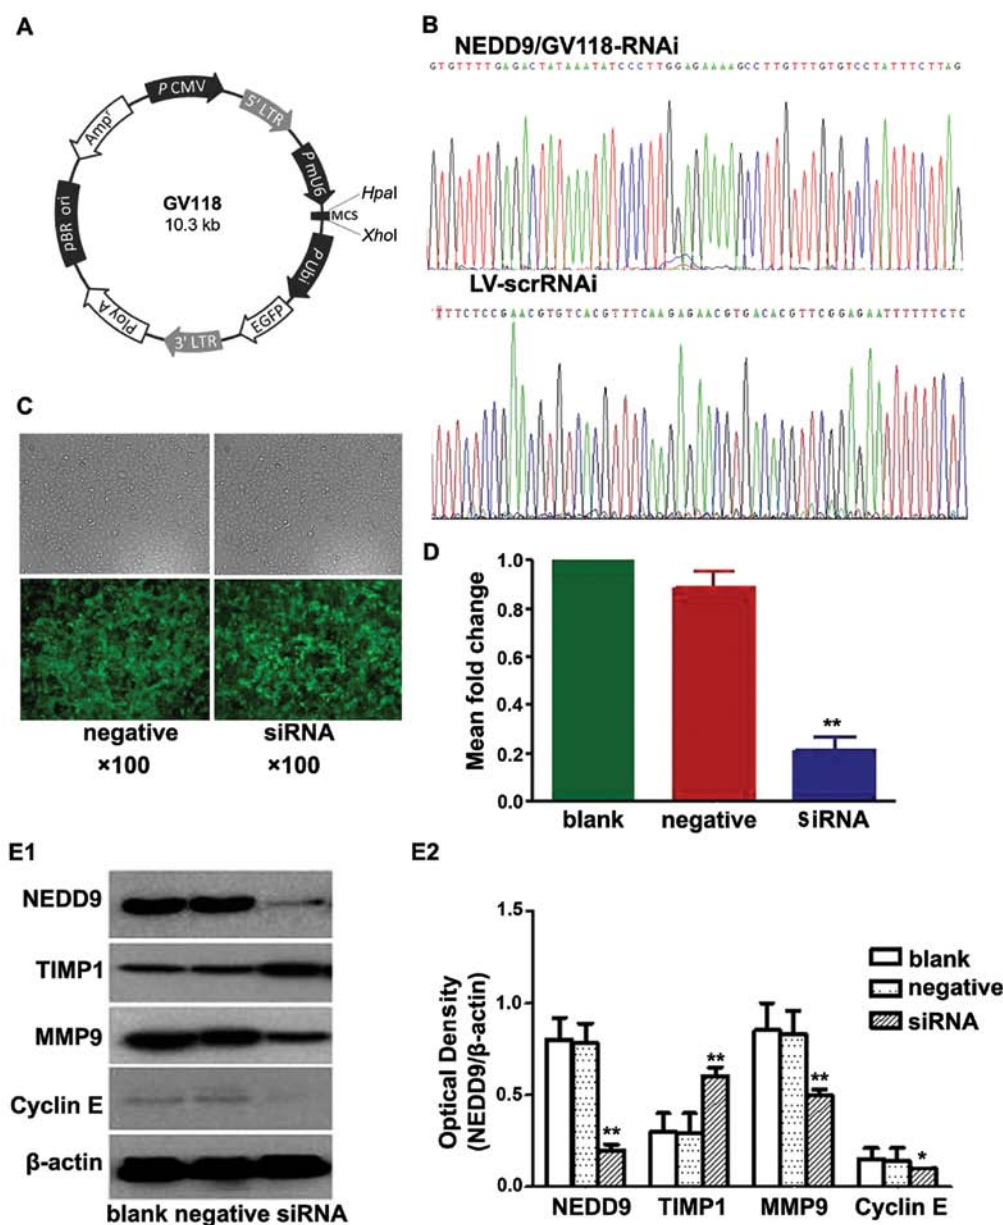 A
P CMV
5' LTR
P mU6
HpaI
MCS
XhoI
P Ubi
EGFP
3' LTR
Ploy A
pBR ori
Ampʳ
GV118
10.3 kb
B
NEDD9/GV118-RNAi
GTGTTTTGAGACTATAAATATCCCTTGGAGAAAAGCCTTGTTTGTGTCCTATTTCTTAG
LV-scrRNAi
TTTCTCCGAACGTGTCACGTTTCAAGAGAACGTGACACGTTCGGAGAATTTTTTCTC
C
negative siRNA
×100 ×100
D
Mean fold change
1.0
0.8
0.6
0.4
0.2
0.0
**
blank negative siRNA
E1
NEDD9
TIMP1
MMP9
Cyclin E
β-actin
blank negative siRNA
E2
Optical Density
(NEDD9/β-actin)
1.5
1.0
0.5
0.0
blank
negative
siRNA
**
**
**
*
NEDD9 TIMP1 MMP9 Cyclin E